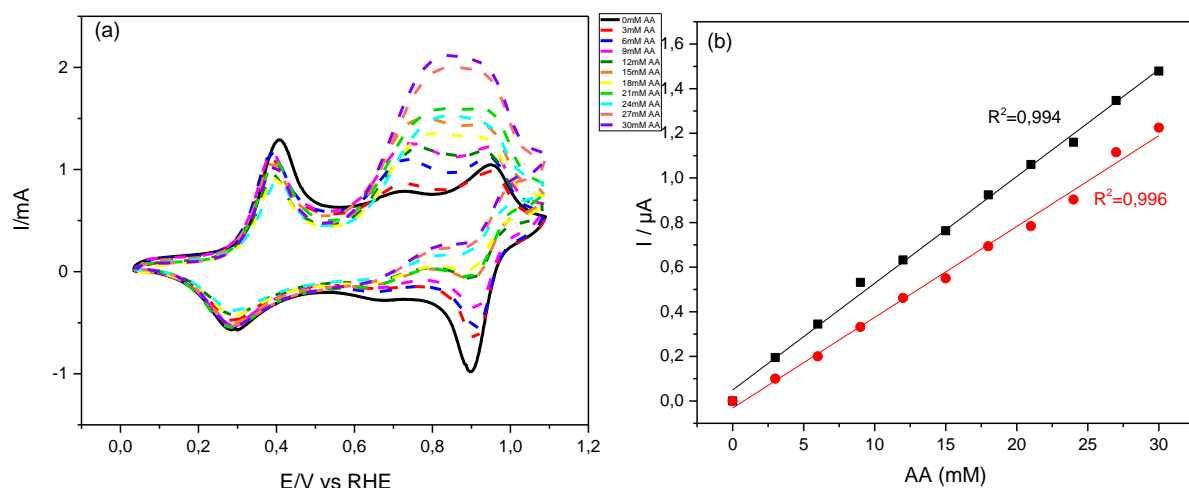 (a)
0mM AA
3mM AA
6mM AA
9mM AA
12mM AA
15mM AA
18mM AA
21mM AA
24mM AA
27mM AA
30mM AA
2
1
0
-1
I/mA
0,0 0,2 0,4 0,6 0,8 1,0 1,2
E/V vs RHE
(b)
1,6
1,4
1,2
1,0
0,8
0,6
0,4
0,2
0,0
I / µA
R²=0,994
R²=0,996
0 5 10 15 20 25 30
AA (mM)